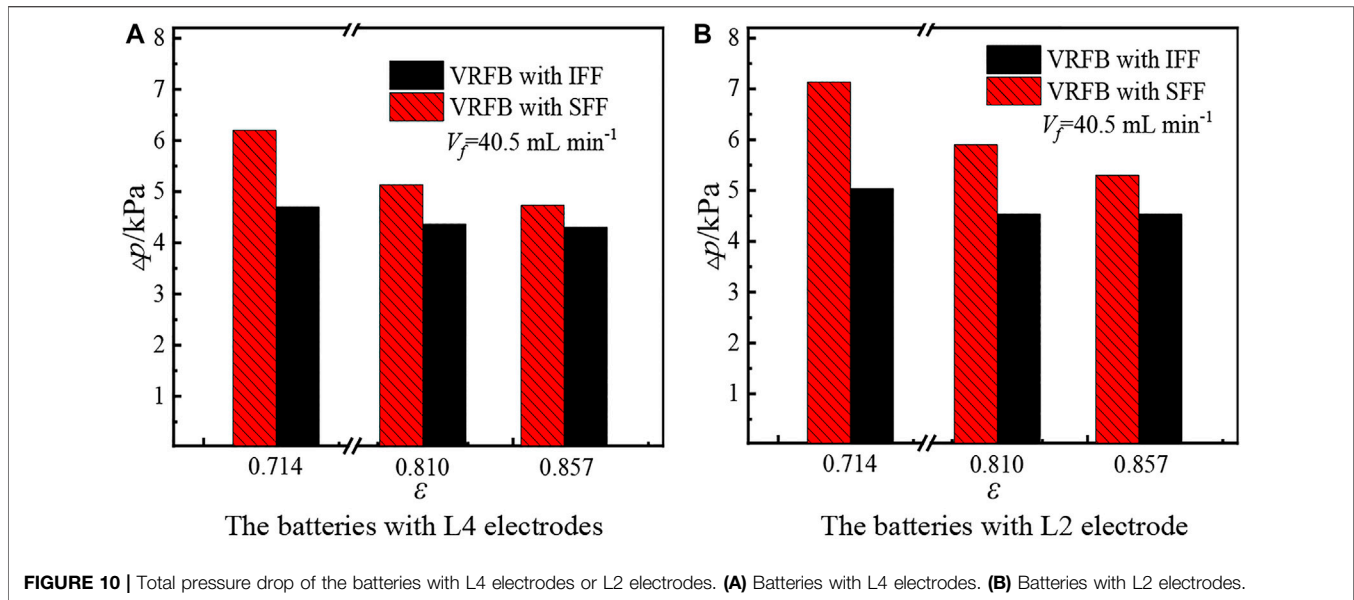 A
8
7
6
5
4
3
2
1
Δp/kPa
VRFB with IFF
VRFB with SFF
V_f=40.5 mL min⁻¹
0.714 0.810 0.857
ε
The batteries with L4 electrodes
B
8
7
6
5
4
3
2
1
Δp/kPa
VRFB with IFF
VRFB with SFF
V_f=40.5 mL min⁻¹
0.714 0.810 0.857
ε
The batteries with L2 electrode
FIGURE 10 | Total pressure drop of the batteries with L4 electrodes or L2 electrodes. (A) Batteries with L4 electrodes. (B) Batteries with L2 electrodes.